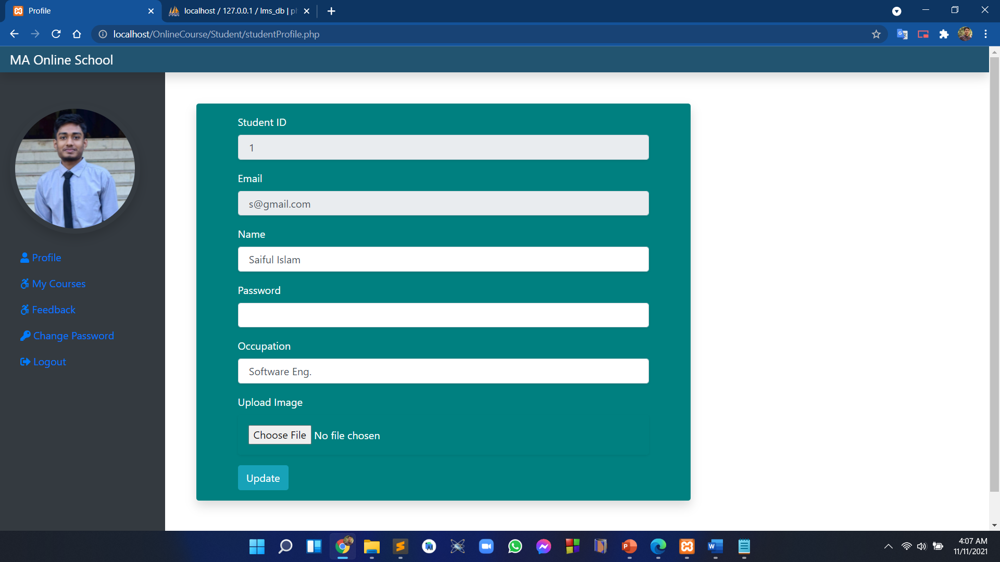 Profile
localhost / 127.0.0.1 / lms_db |
localhost/OnlineCourse/Student/studentProfile.php
MA Online School
Student ID
1
Email
s@gmail.com
Name
Saiful Islam
Profile
My Courses
Password
Feedback
Change Password
Occupation
Logout
Software Eng.
Upload Image
Choose File No file chosen
Update
4:07 AM
11/11/2021